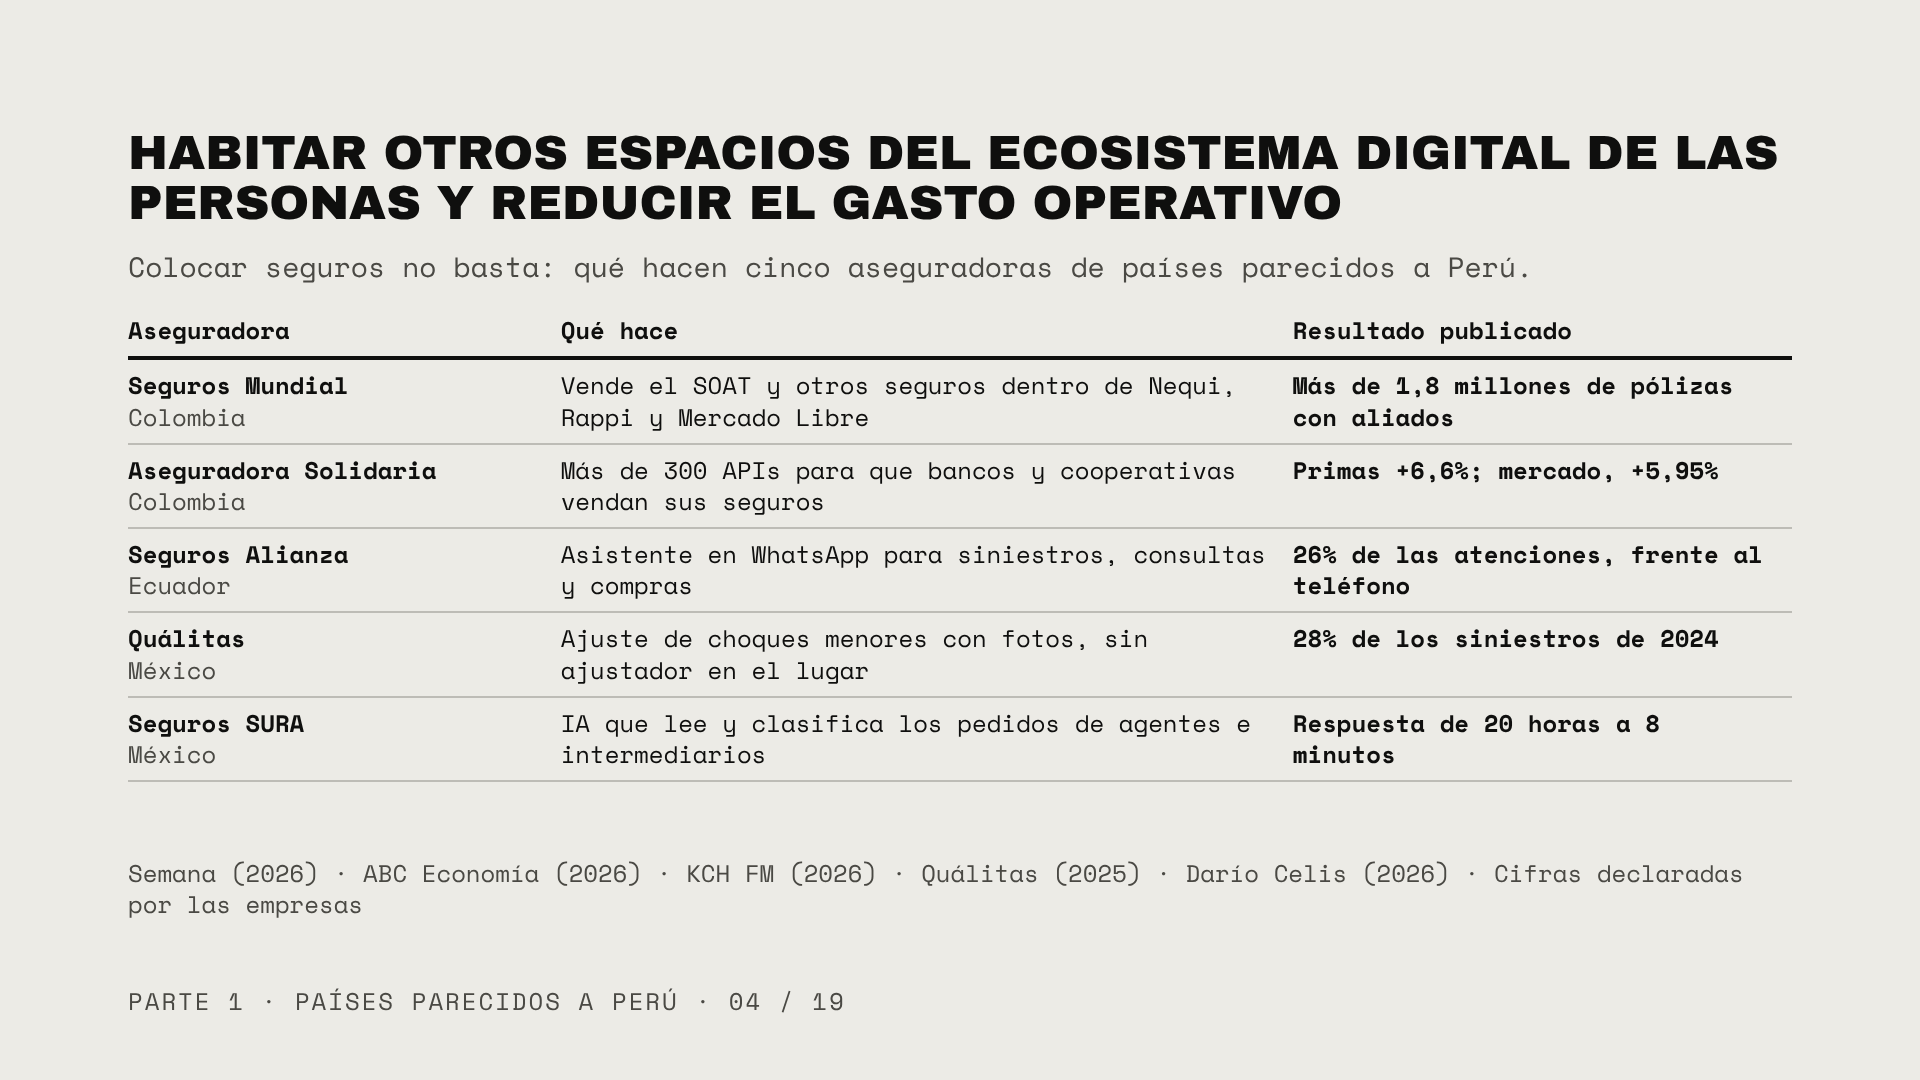 HABITAR OTROS ESPACIOS DEL ECOSISTEMA DIGITAL DE LAS
PERSONAS Y REDUCIR EL GASTO OPERATIVO
Colocar seguros no basta: qué hacen cinco aseguradoras de países parecidos a Perú.
Aseguradora Qué hace Resultado publicado
Seguros Mundial Vende el SOAT y otros seguros dentro de Nequi, Más de 1,8 millones de pólizas
Colombia Rappi y Mercado Libre con aliados
Aseguradora Solidaria Más de 300 APIs para que bancos y cooperativas Primas +6,6%; mercado, +5,95%
Colombia vendan sus seguros
Seguros Alianza Asistente en WhatsApp para siniestros, consultas 26% de las atenciones, frente al
Ecuador y compras teléfono
Quálitas Ajuste de choques menores con fotos, sin 28% de los siniestros de 2024
México ajustador en el lugar
Seguros SURA IA que lee y clasifica los pedidos de agentes e Respuesta de 20 horas a 8
México intermediarios minutos
Semana (2026) · ABC Economía (2026) · KCH FM (2026) · Quálitas (2025) · Darío Celis (2026) · Cifras declaradas
por las empresas
PARTE 1 · PAÍSES PARECIDOS A PERÚ · 04 / 19